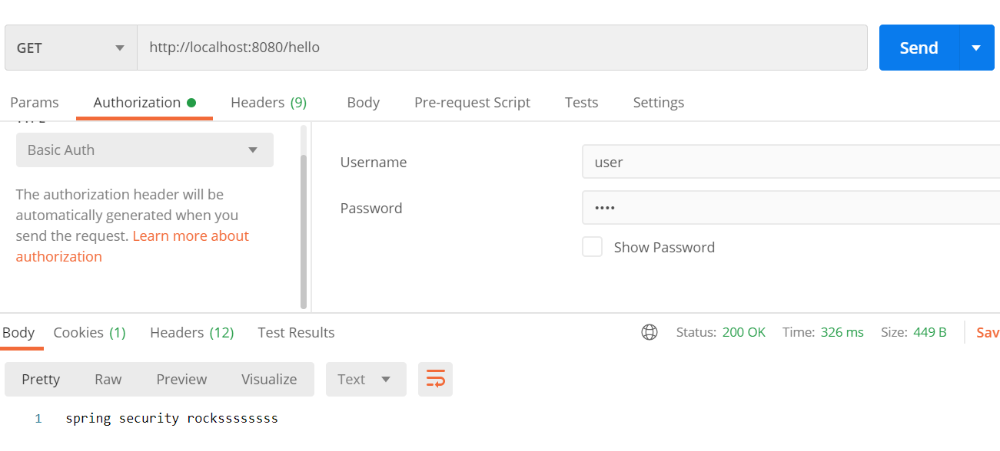 GET
http://localhost:8080/hello
Send
Params
Authorization
Headers (9)
Body
Pre-request Script
Tests
Settings
Basic Auth
The authorization header will be
automatically generated when you
send the request. Learn more about
authorization
Username
user
Password
••••
Show Password
Body
Cookies (1)
Headers (12)
Test Results
Status: 200 OK
Time: 326 ms
Size: 449 B
Sav
Pretty
Raw
Preview
Visualize
Text
1
spring security rockssssssss